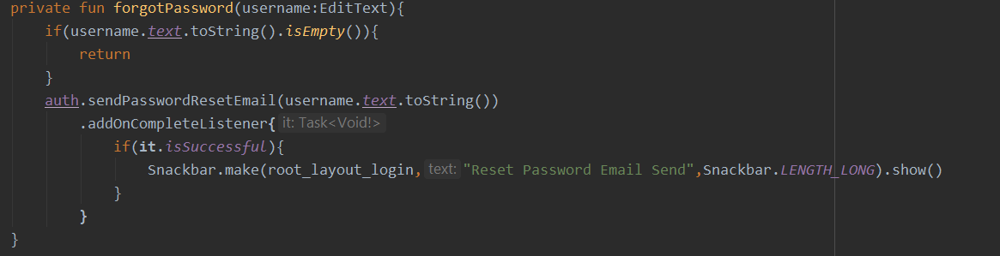 private fun forgotPassword(username:EditText){
if(username.text.toString().isEmpty()){
return
}
auth.sendPasswordResetEmail(username.text.toString())
.addOnCompleteListener{ it: Task<Void!>
if(it.isSuccessful){
Snackbar.make(root_layout_login, text: "Reset Password Email Send",Snackbar.LENGTH_LONG).show()
}
}
}